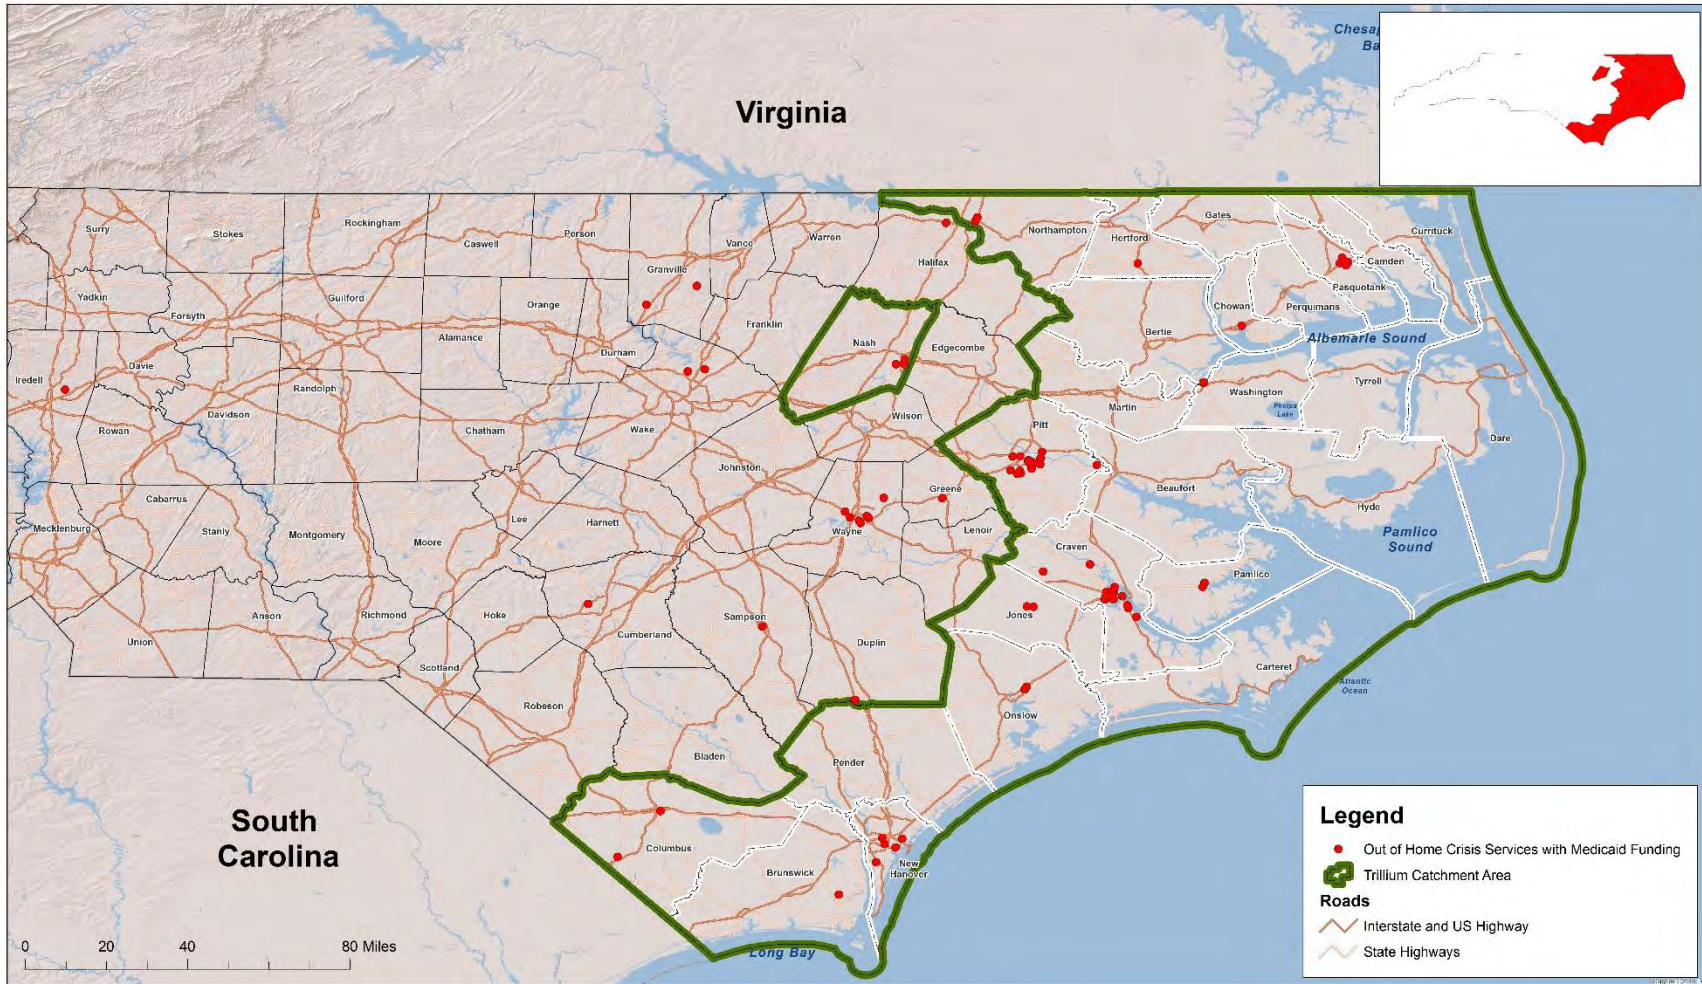 Chesap
Ba
Virginia
Surry
Stokes
Rockingham
Caswell
Person
Granville
Vance
Warren
Halifax
Northampton
Hertford
Gates
Currituck
Camden
Pasquotank
Perquimans
Chowan
Bertie
Albemarle Sound
Yadkin
Forsyth
Guilford
Alamance
Orange
Durham
Franklin
Nash
Edgecombe
Iredell
Davie
Davidson
Randolph
Rowan
Chatham
Wake
Johnston
Wilson
Pitt
Martin
Washington
Tyrrell
Phelps
Lake
Dare
Cabarrus
Mecklenburg
Stanly
Montgomery
Moore
Lee
Harnett
Wayne
Greene
Lenoir
Beaufort
Hyde
Pamlico
Sound
Craven
Pamlico
Jones
Union
Anson
Richmond
Hoke
Scotland
Cumberland
Sampson
Duplin
Carteret
Atlantic
Ocean
Robeson
Bladen
Onslow
Pender
Columbus
Brunswick
New
Hanover
South
Carolina
0 20 40 80 Miles
Long Bay
Legend
Out of Home Crisis Services with Medicaid Funding
Trillium Catchment Area
Roads
Interstate and US Highway
State Highways